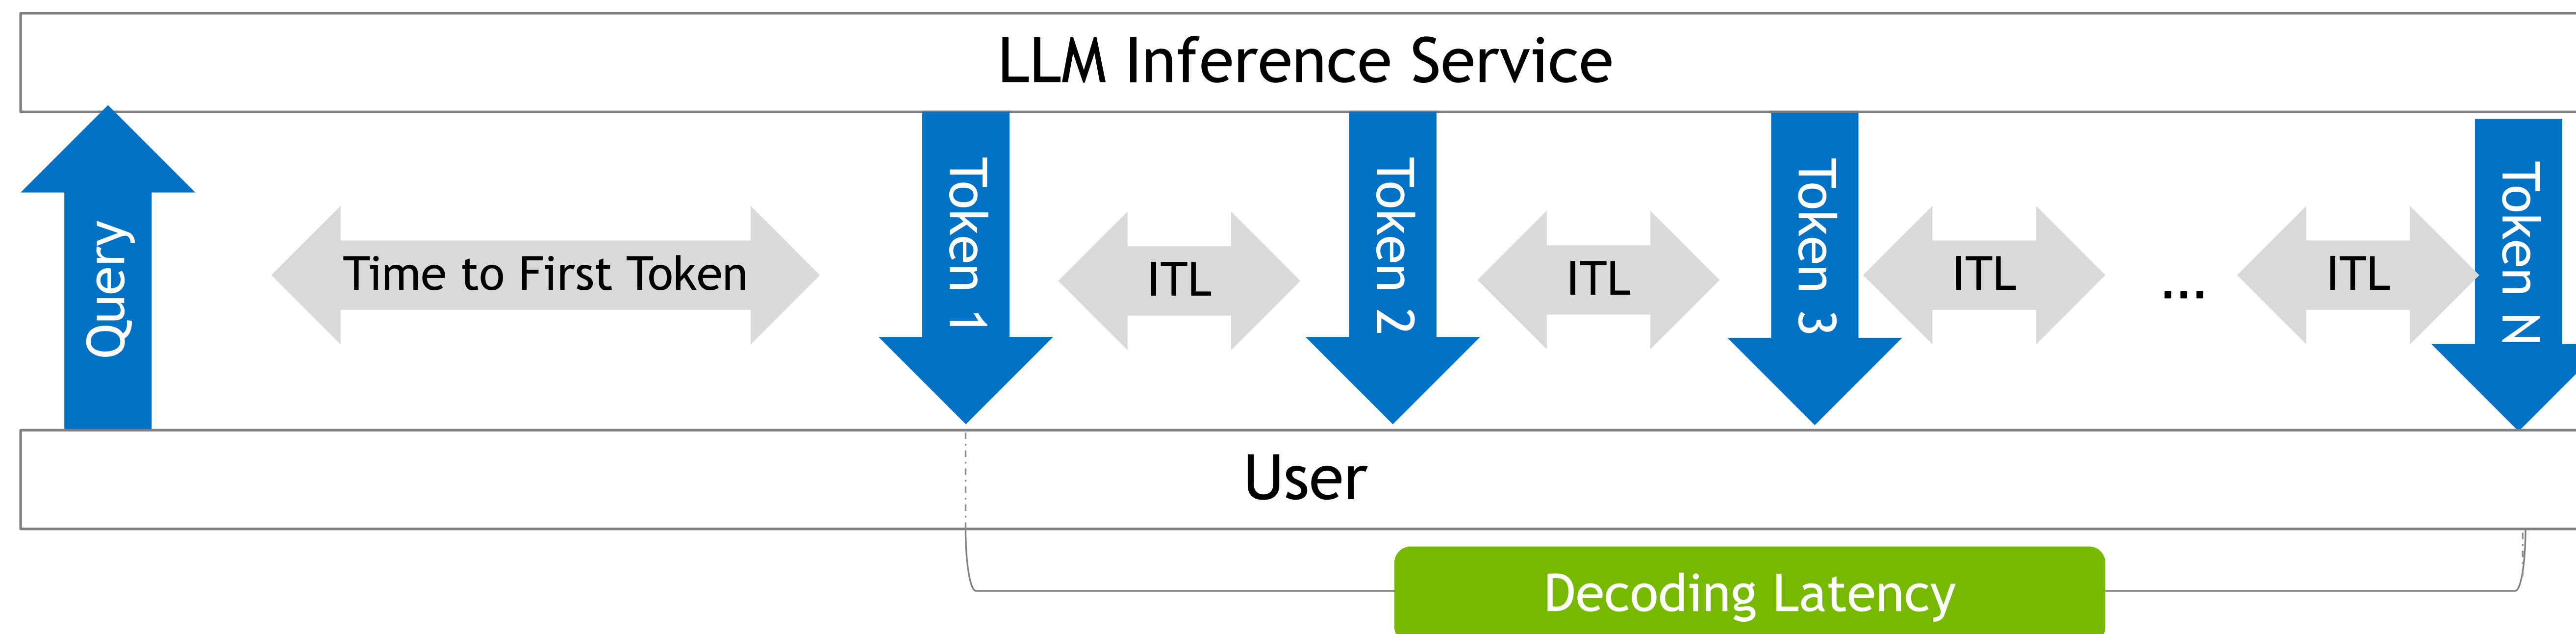 LLM Inference Service
Query
Time to First Token
Token 1
ITL
Token 2
ITL
Token 3
ITL
...
ITL
Token N
User
Decoding Latency